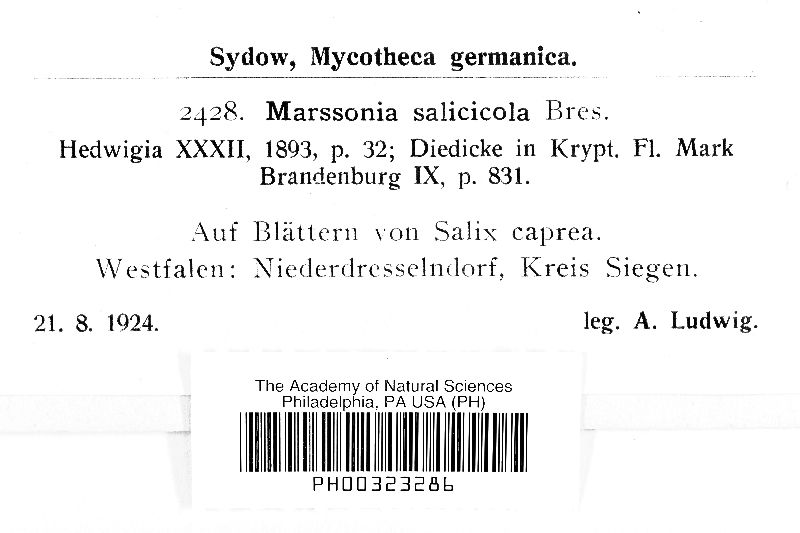 Sydow, Mycotheca germanica.
2428. Marssonia salicicola Bres.
Hedwigia XXXII, 1893, p. 32; Diedicke in Krypt. Fl. Mark
Brandenburg IX, p. 831.
Auf Blättern von Salix caprea.
Westfalen: Niederdresselndorf, Kreis Siegen.
21. 8. 1924. leg. A. Ludwig.
The Academy of Natural Sciences
Philadelphia, PA USA (PH)
PH00323286